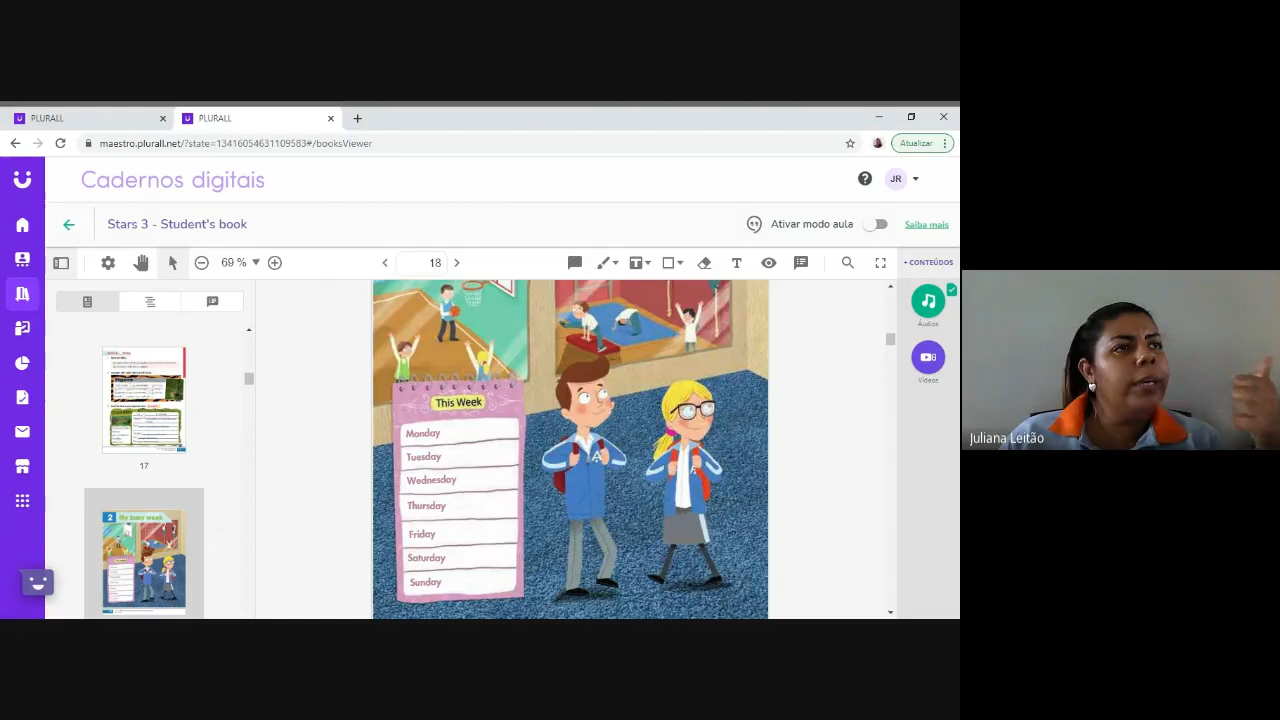 PLURALL
PLURALL
maestro.plurall.net/?state=13416054631109583#/booksViewer
Atualizar
Cadernos digitais
JR
Stars 3 - Student's book
Ativar modo aula
Saiba mais
69 %
18
+ CONTEÚDOS
Áudios
Vídeos
17
2 My busy week
This Week
Monday
Tuesday
Wednesday
Thursday
Friday
Saturday
Sunday
A
Juliana Leitão